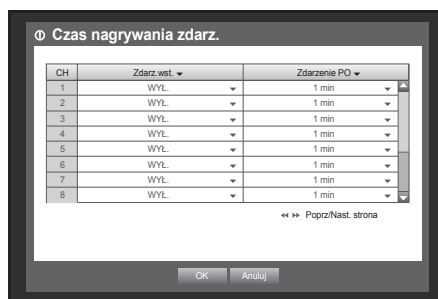 Czas nagrywania zdarz.
CH Zdarz.wst. Zdarzenie PO
1 WYŁ. 1 min
2 WYŁ. 1 min
3 WYŁ. 1 min
4 WYŁ. 1 min
5 WYŁ. 1 min
6 WYŁ. 1 min
7 WYŁ. 1 min
8 WYŁ. 1 min
Poprz/Nast. strona
OK Anuluj